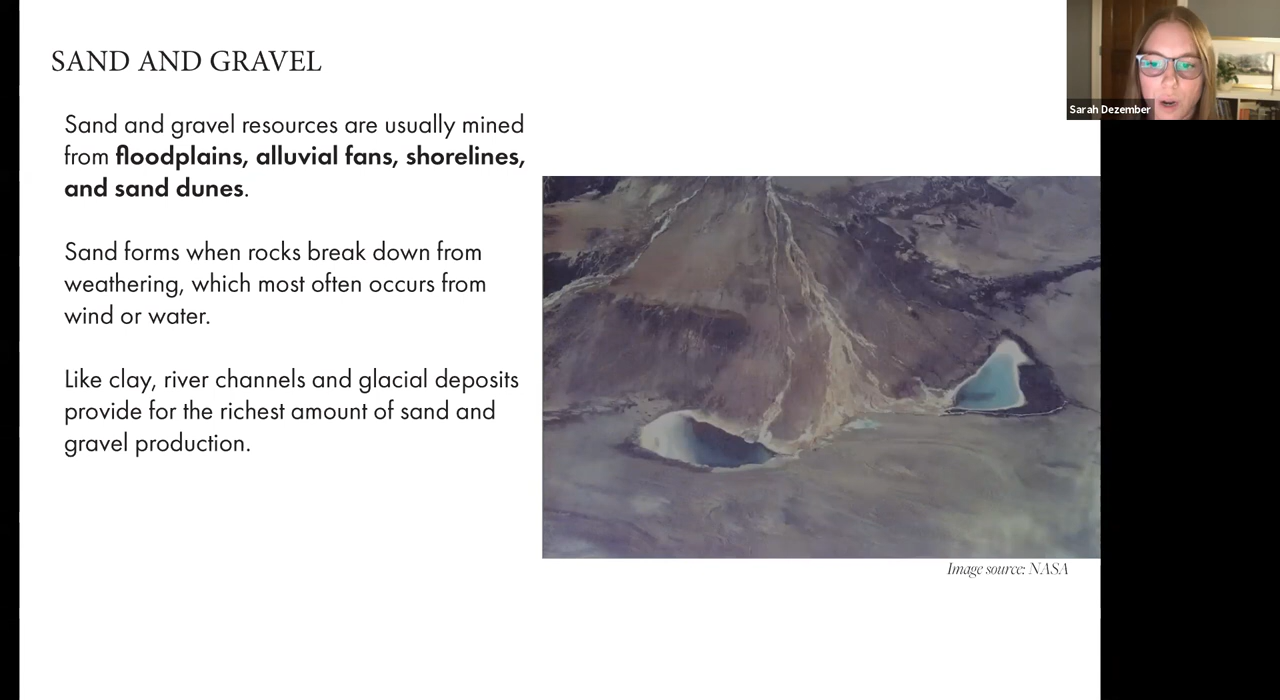 SAND AND GRAVEL
Sarah Dezember
Sand and gravel resources are usually mined
from floodplains, alluvial fans, shorelines,
and sand dunes.
Sand forms when rocks break down from
weathering, which most often occurs from
wind or water.
Like clay, river channels and glacial deposits
provide for the richest amount of sand and
gravel production.
Image source: NASA